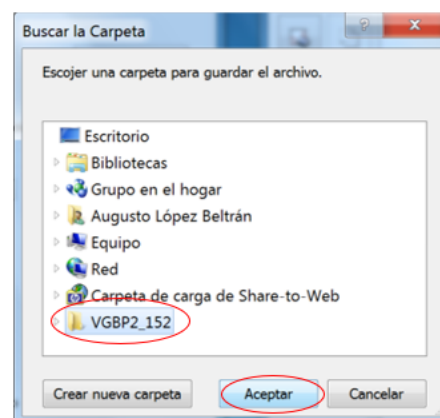 Buscar la Carpeta
Escojer una carpeta para guardar el archivo.
Escritorio
Bibliotecas
Grupo en el hogar
Augusto López Beltrán
Equipo
Red
Carpeta de carga de Share-to-Web
VGBP2_152
Crear nueva carpeta Aceptar Cancelar